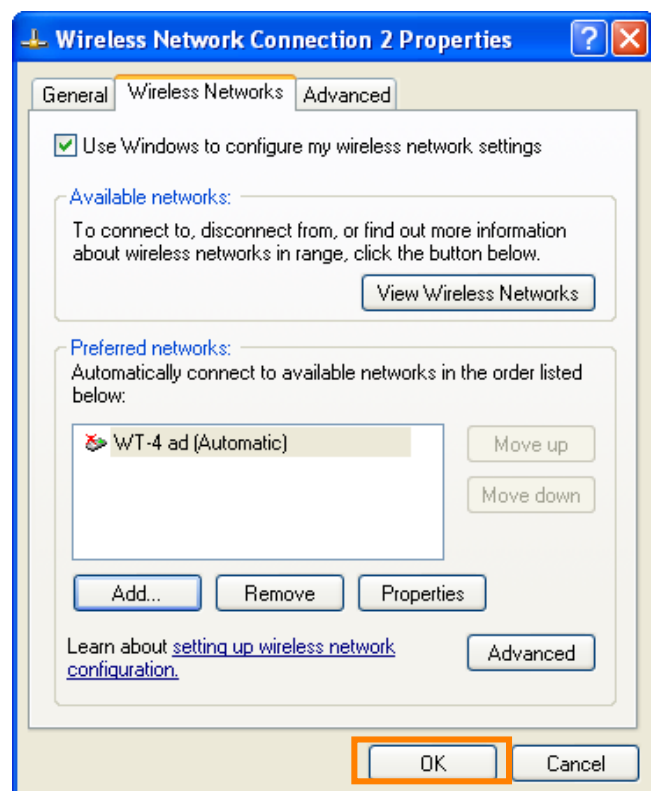 Wireless Network Connection 2 Properties
General Wireless Networks Advanced
Use Windows to configure my wireless network settings
Available networks:
To connect to, disconnect from, or find out more information
about wireless networks in range, click the button below.
View Wireless Networks
Preferred networks:
Automatically connect to available networks in the order listed
below:
WT-4 ad (Automatic)
Move up
Move down
Add... Remove Properties
Learn about setting up wireless network
configuration.
Advanced
OK Cancel